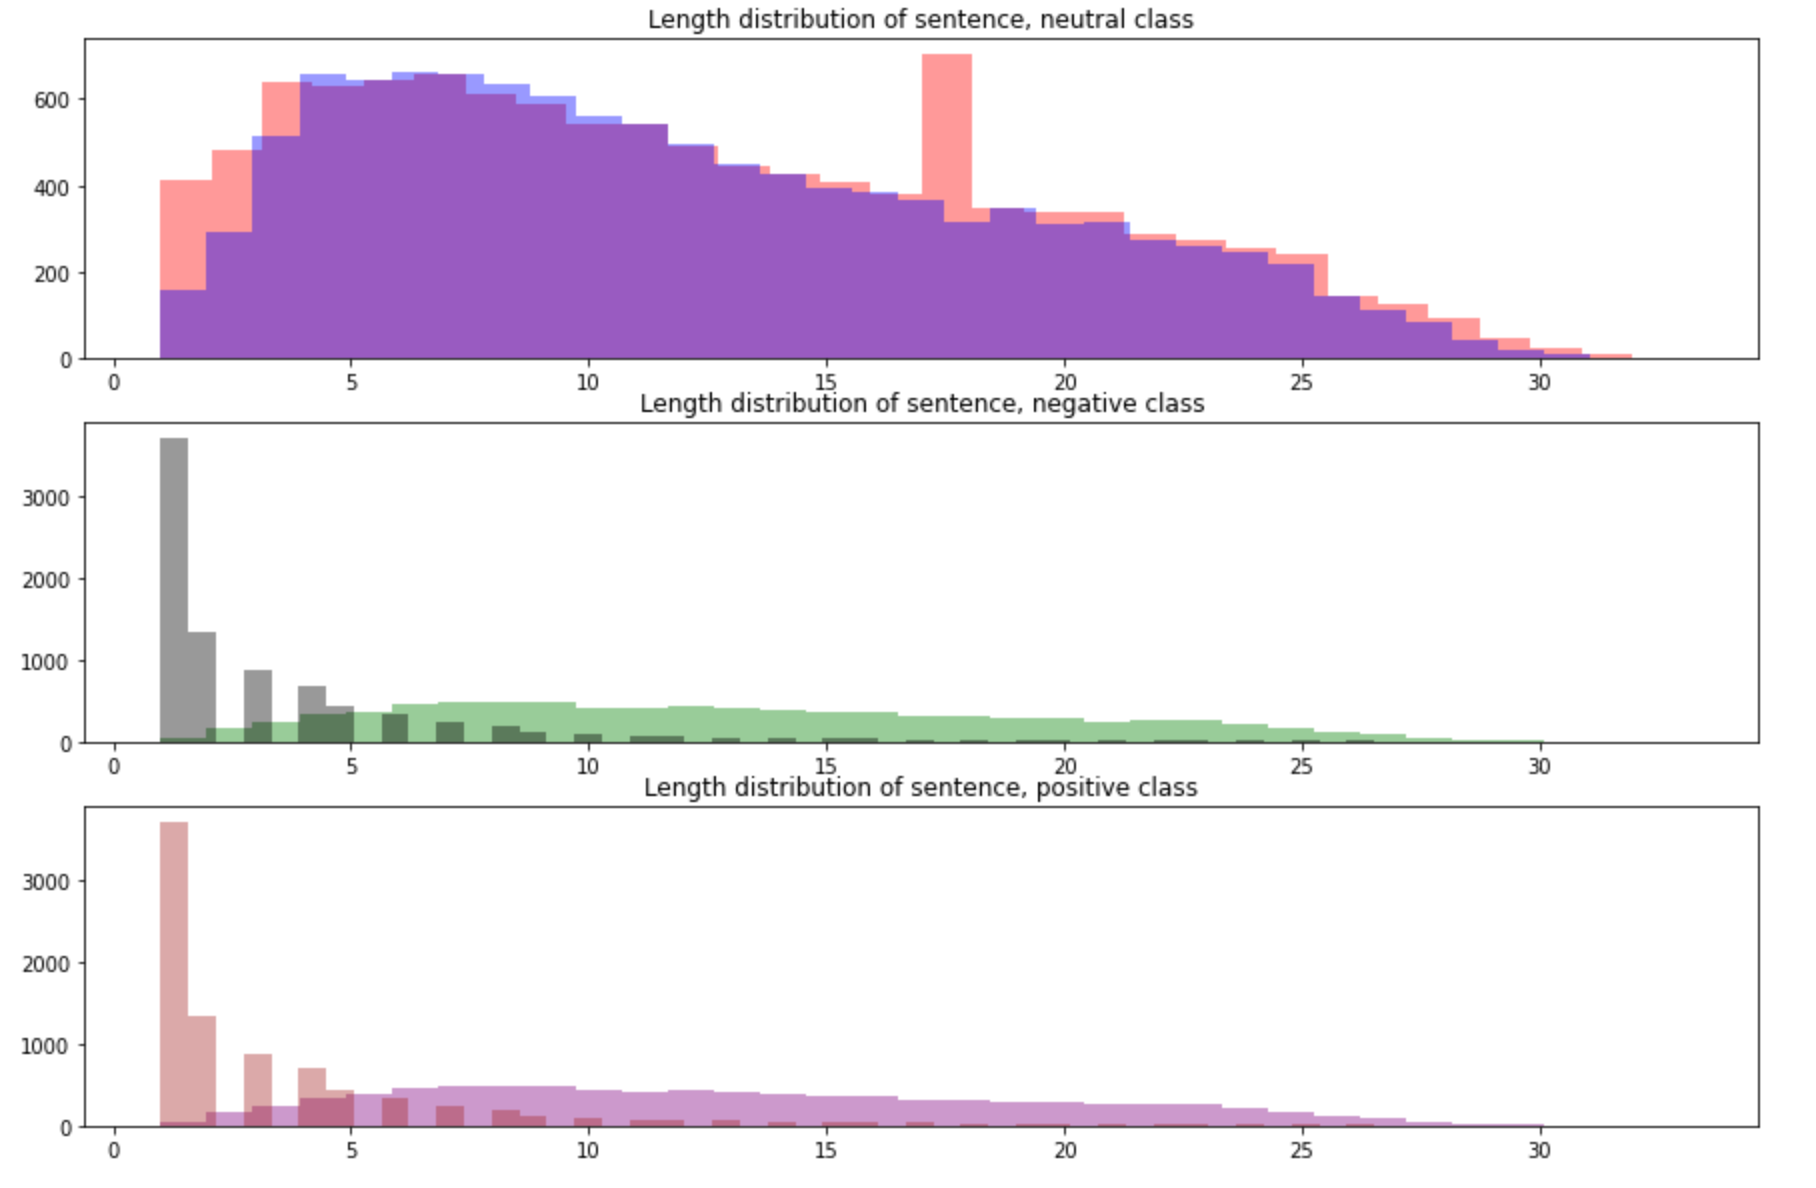 Length distribution of sentence, neutral class
600
400
200
0
0 5 10 15 20 25 30
Length distribution of sentence, negative class
3000
2000
1000
0
0 5 10 15 20 25 30
Length distribution of sentence, positive class
3000
2000
1000
0
0 5 10 15 20 25 30